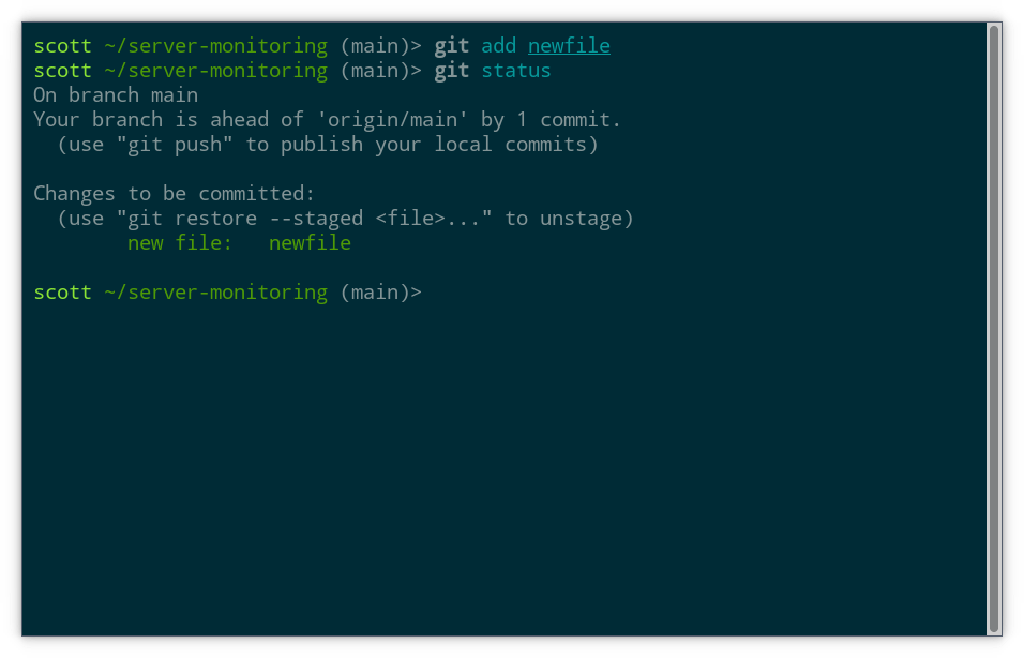 scott ~/server-monitoring (main)> git add newfile
scott ~/server-monitoring (main)> git status
On branch main
Your branch is ahead of 'origin/main' by 1 commit.
  (use "git push" to publish your local commits)

Changes to be committed:
  (use "git restore --staged <file>..." to unstage)
        new file:   newfile

scott ~/server-monitoring (main)>